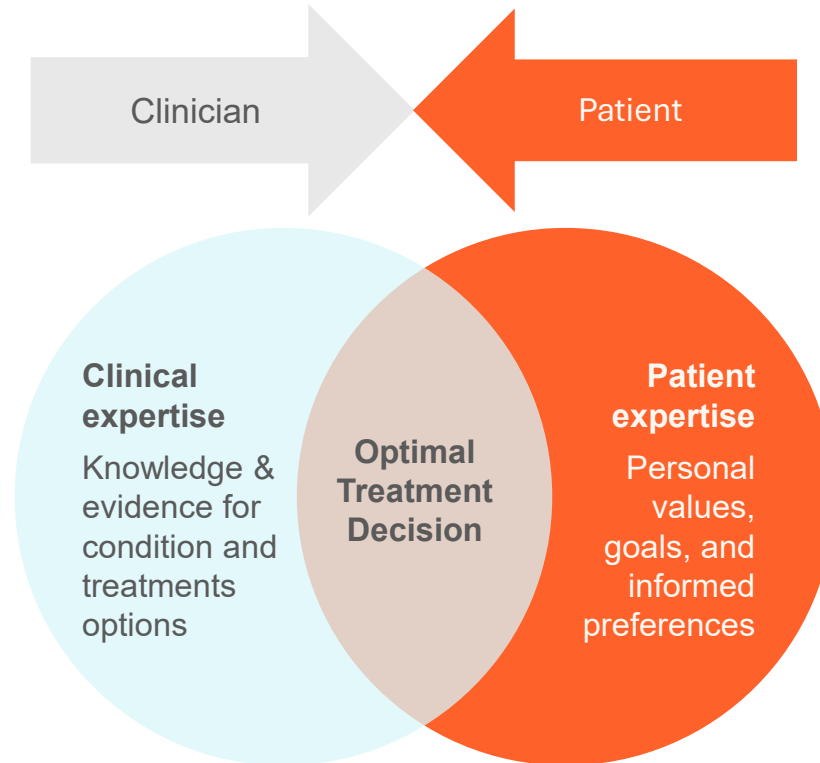 Clinician
Patient
Clinical
expertise
Knowledge &
evidence for
condition and
treatments
options
Optimal
Treatment
Decision
Patient
expertise
Personal
values,
goals, and
informed
preferences